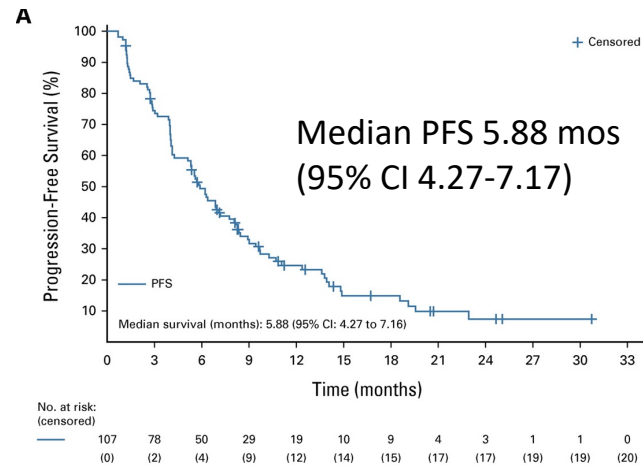 A
Progression-Free Survival (%)
100
90
80
70
60
50
40
30
20
10
Censored
Median PFS 5.88 mos
(95% CI 4.27-7.17)
PFS
Median survival (months): 5.88 (95% CI: 4.27 to 7.16)
0 3 6 9 12 15 18 21 24 27 30 33
Time (months)
No. at risk:
(censored)
107 78 50 29 19 10 9 4 3 1 1 0
(0) (2) (4) (9) (12) (14) (15) (17) (17) (19) (19) (20)